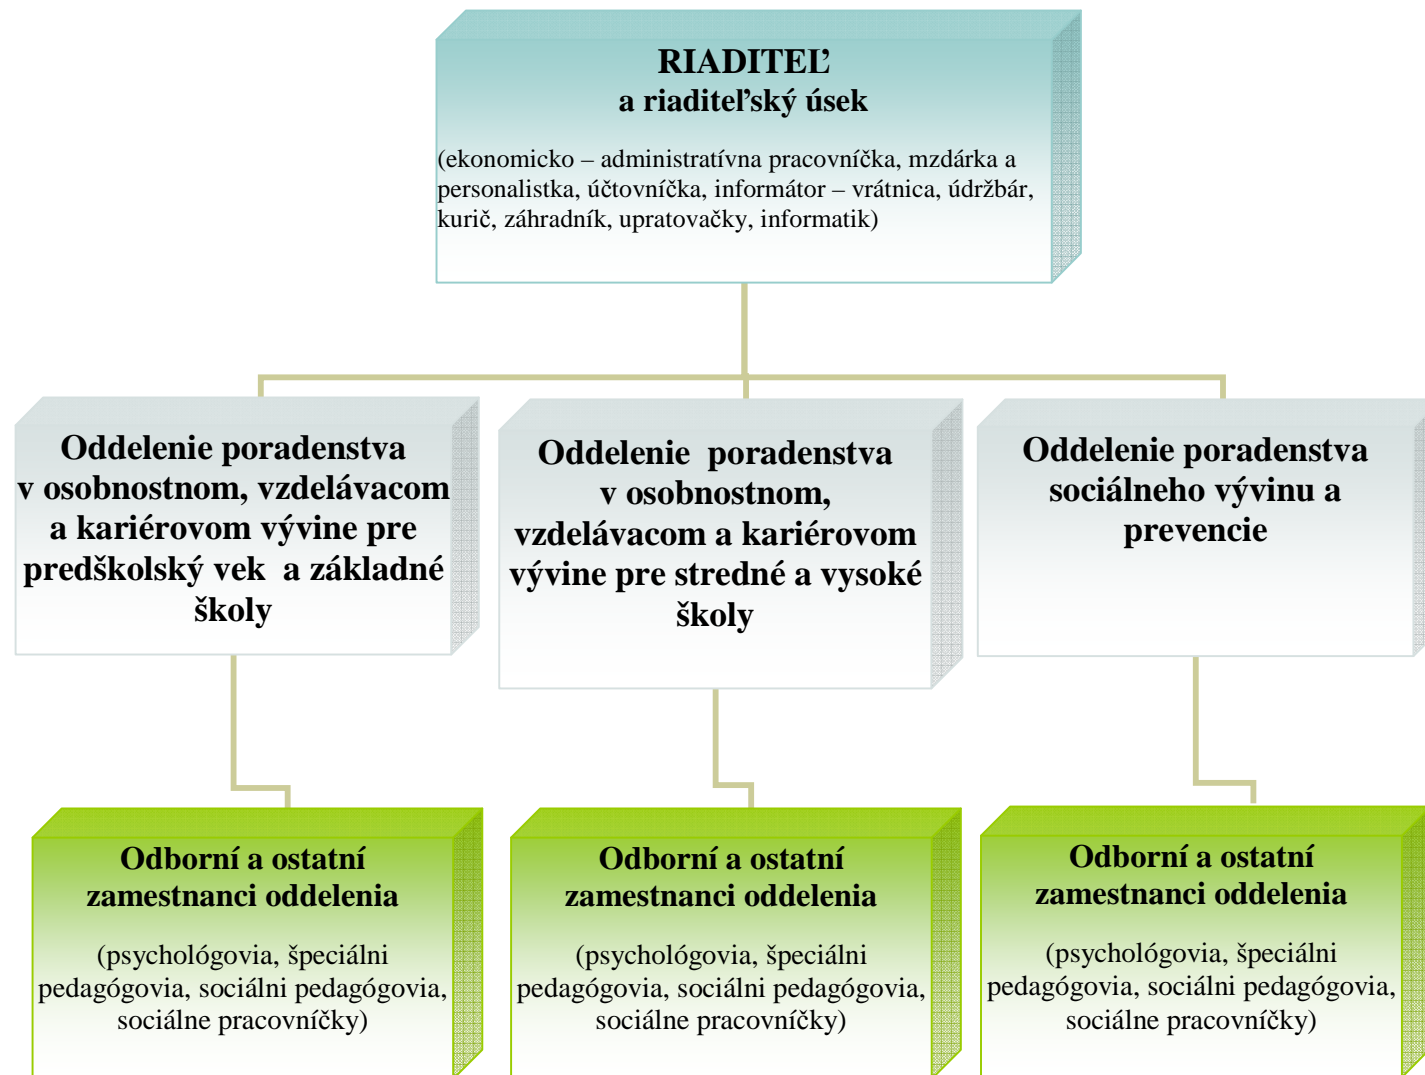 RIADITEĽ
a riaditeľský úsek
(ekonomicko – administratívna pracovníčka, mzdárka a
personalistka, účtovníčka, informátor – vrátnica, údržbár,
kurič, záhradník, upratovačky, informatik)
Oddelenie poradenstva
v osobnostnom, vzdelávacom
a kariérovom vývine pre
predškolský vek a základné
školy
Oddelenie poradenstva
v osobnostnom,
vzdelávacom a kariérovom
vývine pre stredné a vysoké
školy
Oddelenie poradenstva
sociálneho vývinu a
prevencie
Odborní a ostatní
zamestnanci oddelenia
(psychológovia, špeciálni
pedagógovia, sociálni pedagógovia,
sociálne pracovníčky)
Odborní a ostatní
zamestnanci oddelenia
(psychológovia, špeciálni
pedagógovia, sociálni pedagógovia,
sociálne pracovníčky)
Odborní a ostatní
zamestnanci oddelenia
(psychológovia, špeciálni
pedagógovia, sociálni pedagógovia,
sociálne pracovníčky)